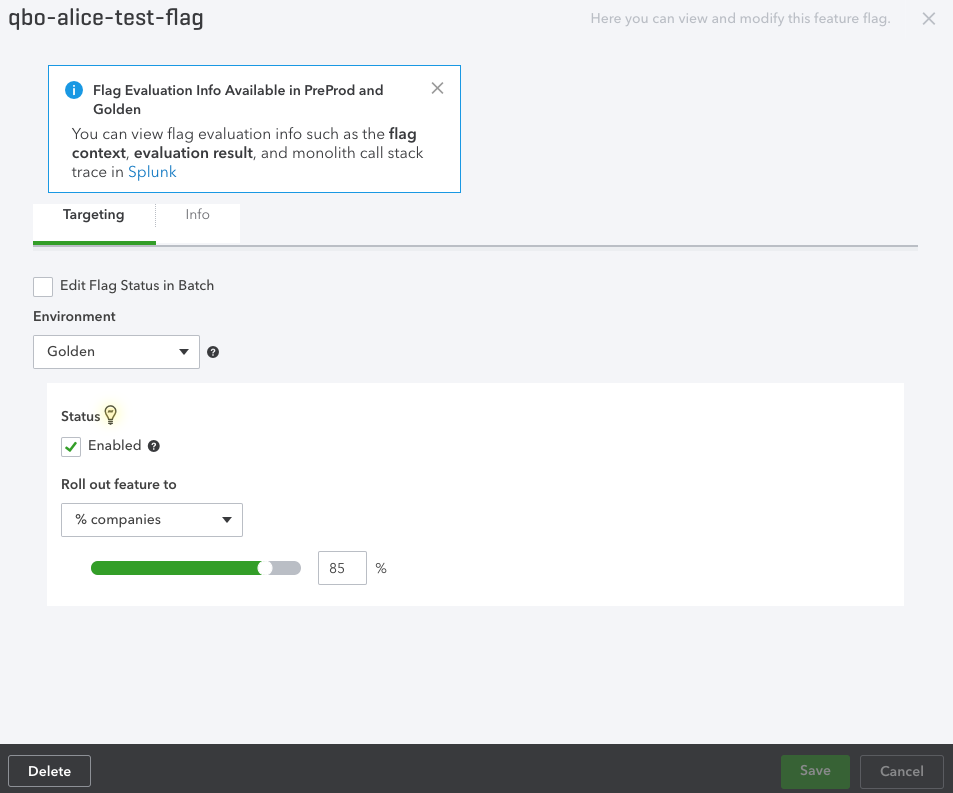 qbo-alice-test-flag
Here you can view and modify this feature flag.
Flag Evaluation Info Available in PreProd and
Golden
You can view flag evaluation info such as the flag
context, evaluation result, and monolith call stack
trace in Splunk
Targeting
Info
Edit Flag Status in Batch
Environment
Golden
Status
Enabled
Roll out feature to
% companies
85 %
Delete
Save
Cancel